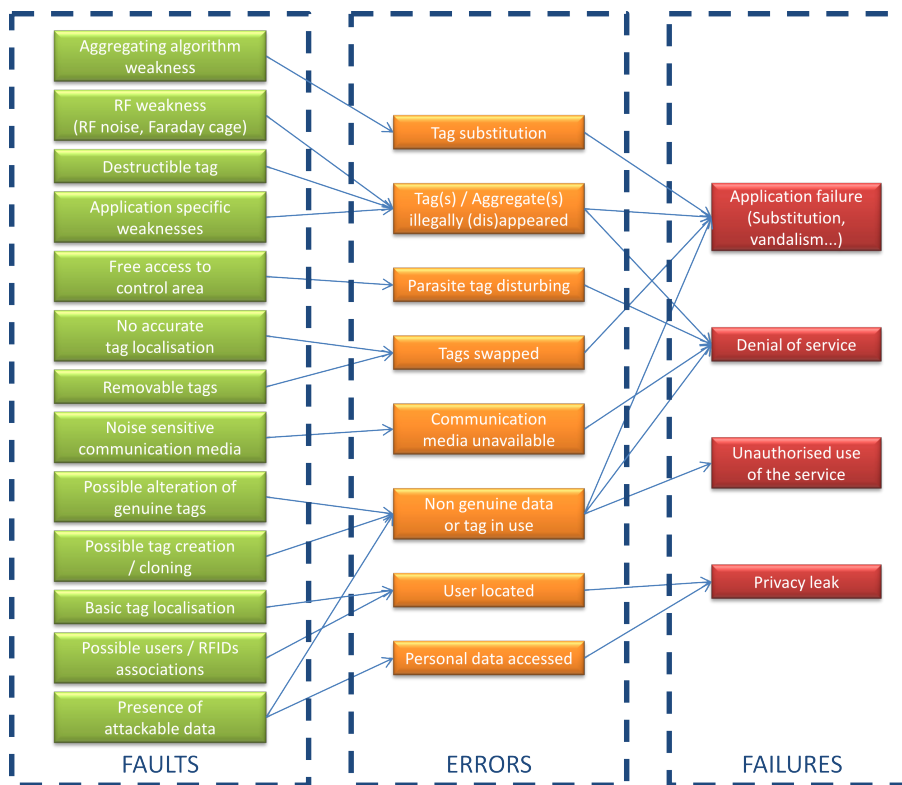 Aggregating algorithm
weakness
RF weakness
(RF noise, Faraday cage)
Destructible tag
Application specific
weaknesses
Free access to
control area
No accurate
tag localisation
Removable tags
Noise sensitive
communication media
Possible alteration of
genuine tags
Possible tag creation
/ cloning
Basic tag localisation
Possible users / RFIDs
associations
Presence of
attackable data
FAULTS
Tag substitution
Tag(s) / Aggregate(s)
illegally (dis)appeared
Parasite tag disturbing
Tags swapped
Communication
media unavailable
Non genuine data
or tag in use
User located
Personal data accessed
ERRORS
Application failure
(Substitution,
vandalism...)
Denial of service
Unauthorised use
of the service
Privacy leak
FAILURES